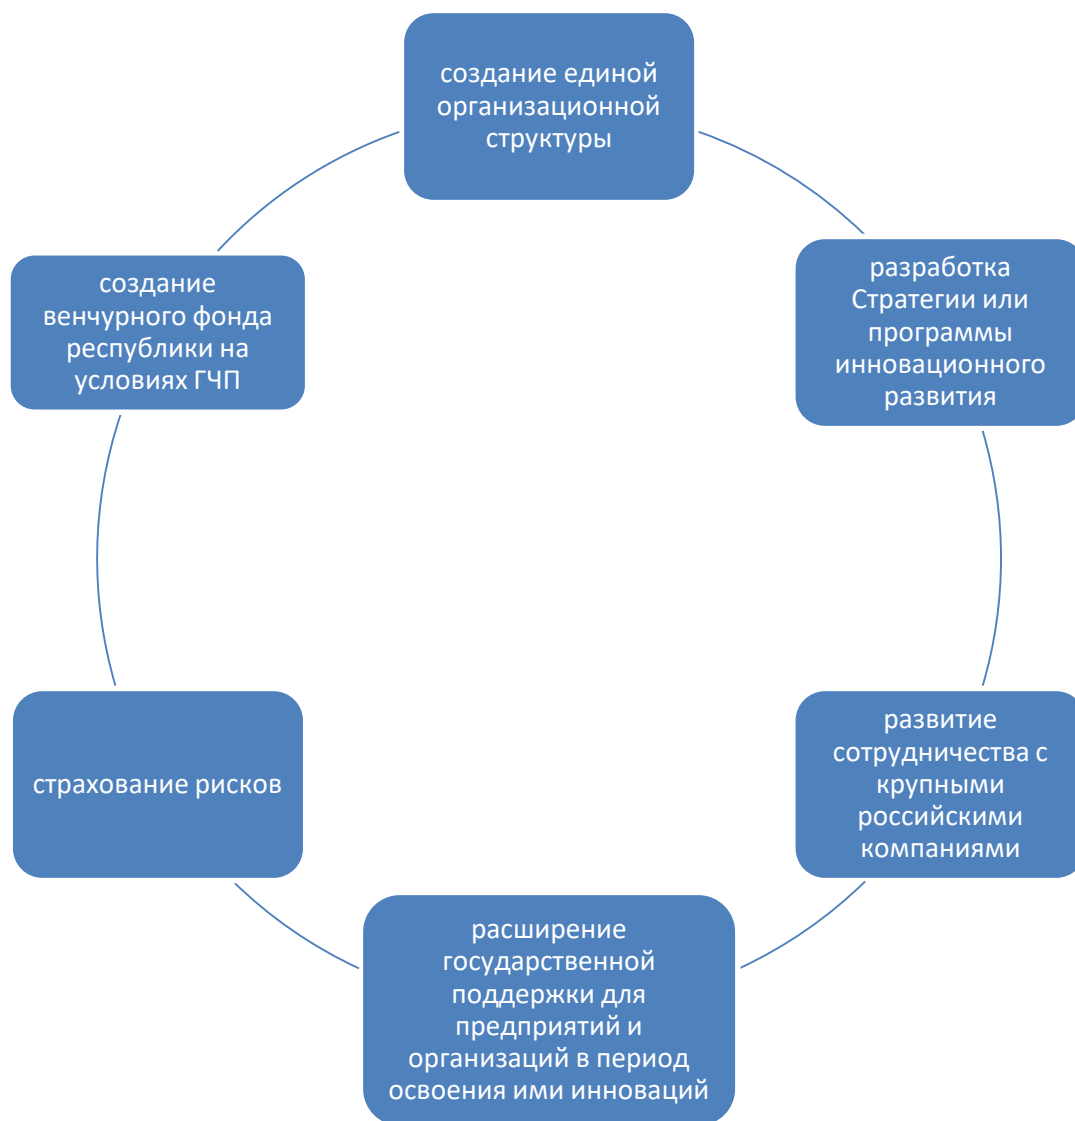 создание единой
организационной
структуры
разработка
Стратегии или
программы
инновационного
развития
развитие
сотрудничества с
крупными
российскими
компаниями
расширение
государственной
поддержки для
предприятий и
организаций в период
освоения ими инноваций
страхование рисков
создание
венчурного фонда
республики на
условиях ГЧП